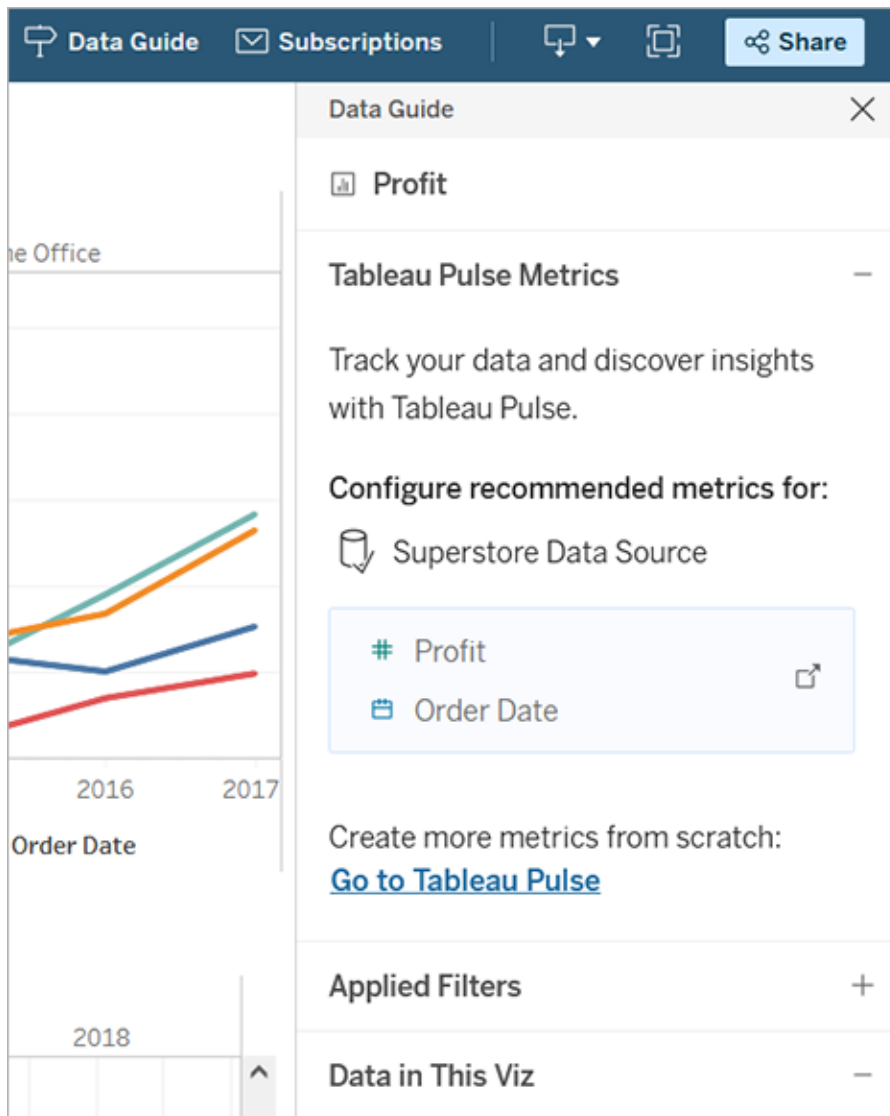 Data Guide Subscriptions Share
Data Guide
Profit
Office
Tableau Pulse Metrics
Track your data and discover insights
with Tableau Pulse.
Configure recommended metrics for:
Superstore Data Source
Profit
Order Date
2016 2017
Order Date
Create more metrics from scratch:
Go to Tableau Pulse
Applied Filters
2018
Data in This Viz